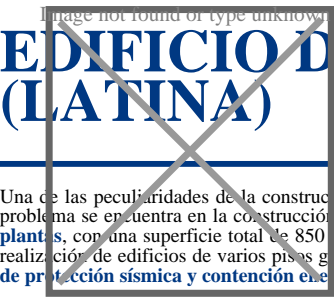 Image not found or type unknown
EDIFICIO D
(LATINA)
Una de las peculiaridades de la construc
problema se encuentra en la construcción
plantas, con una superficie total de 850
realización de edificios de varios pisos g
de protección sísmica y contención ene